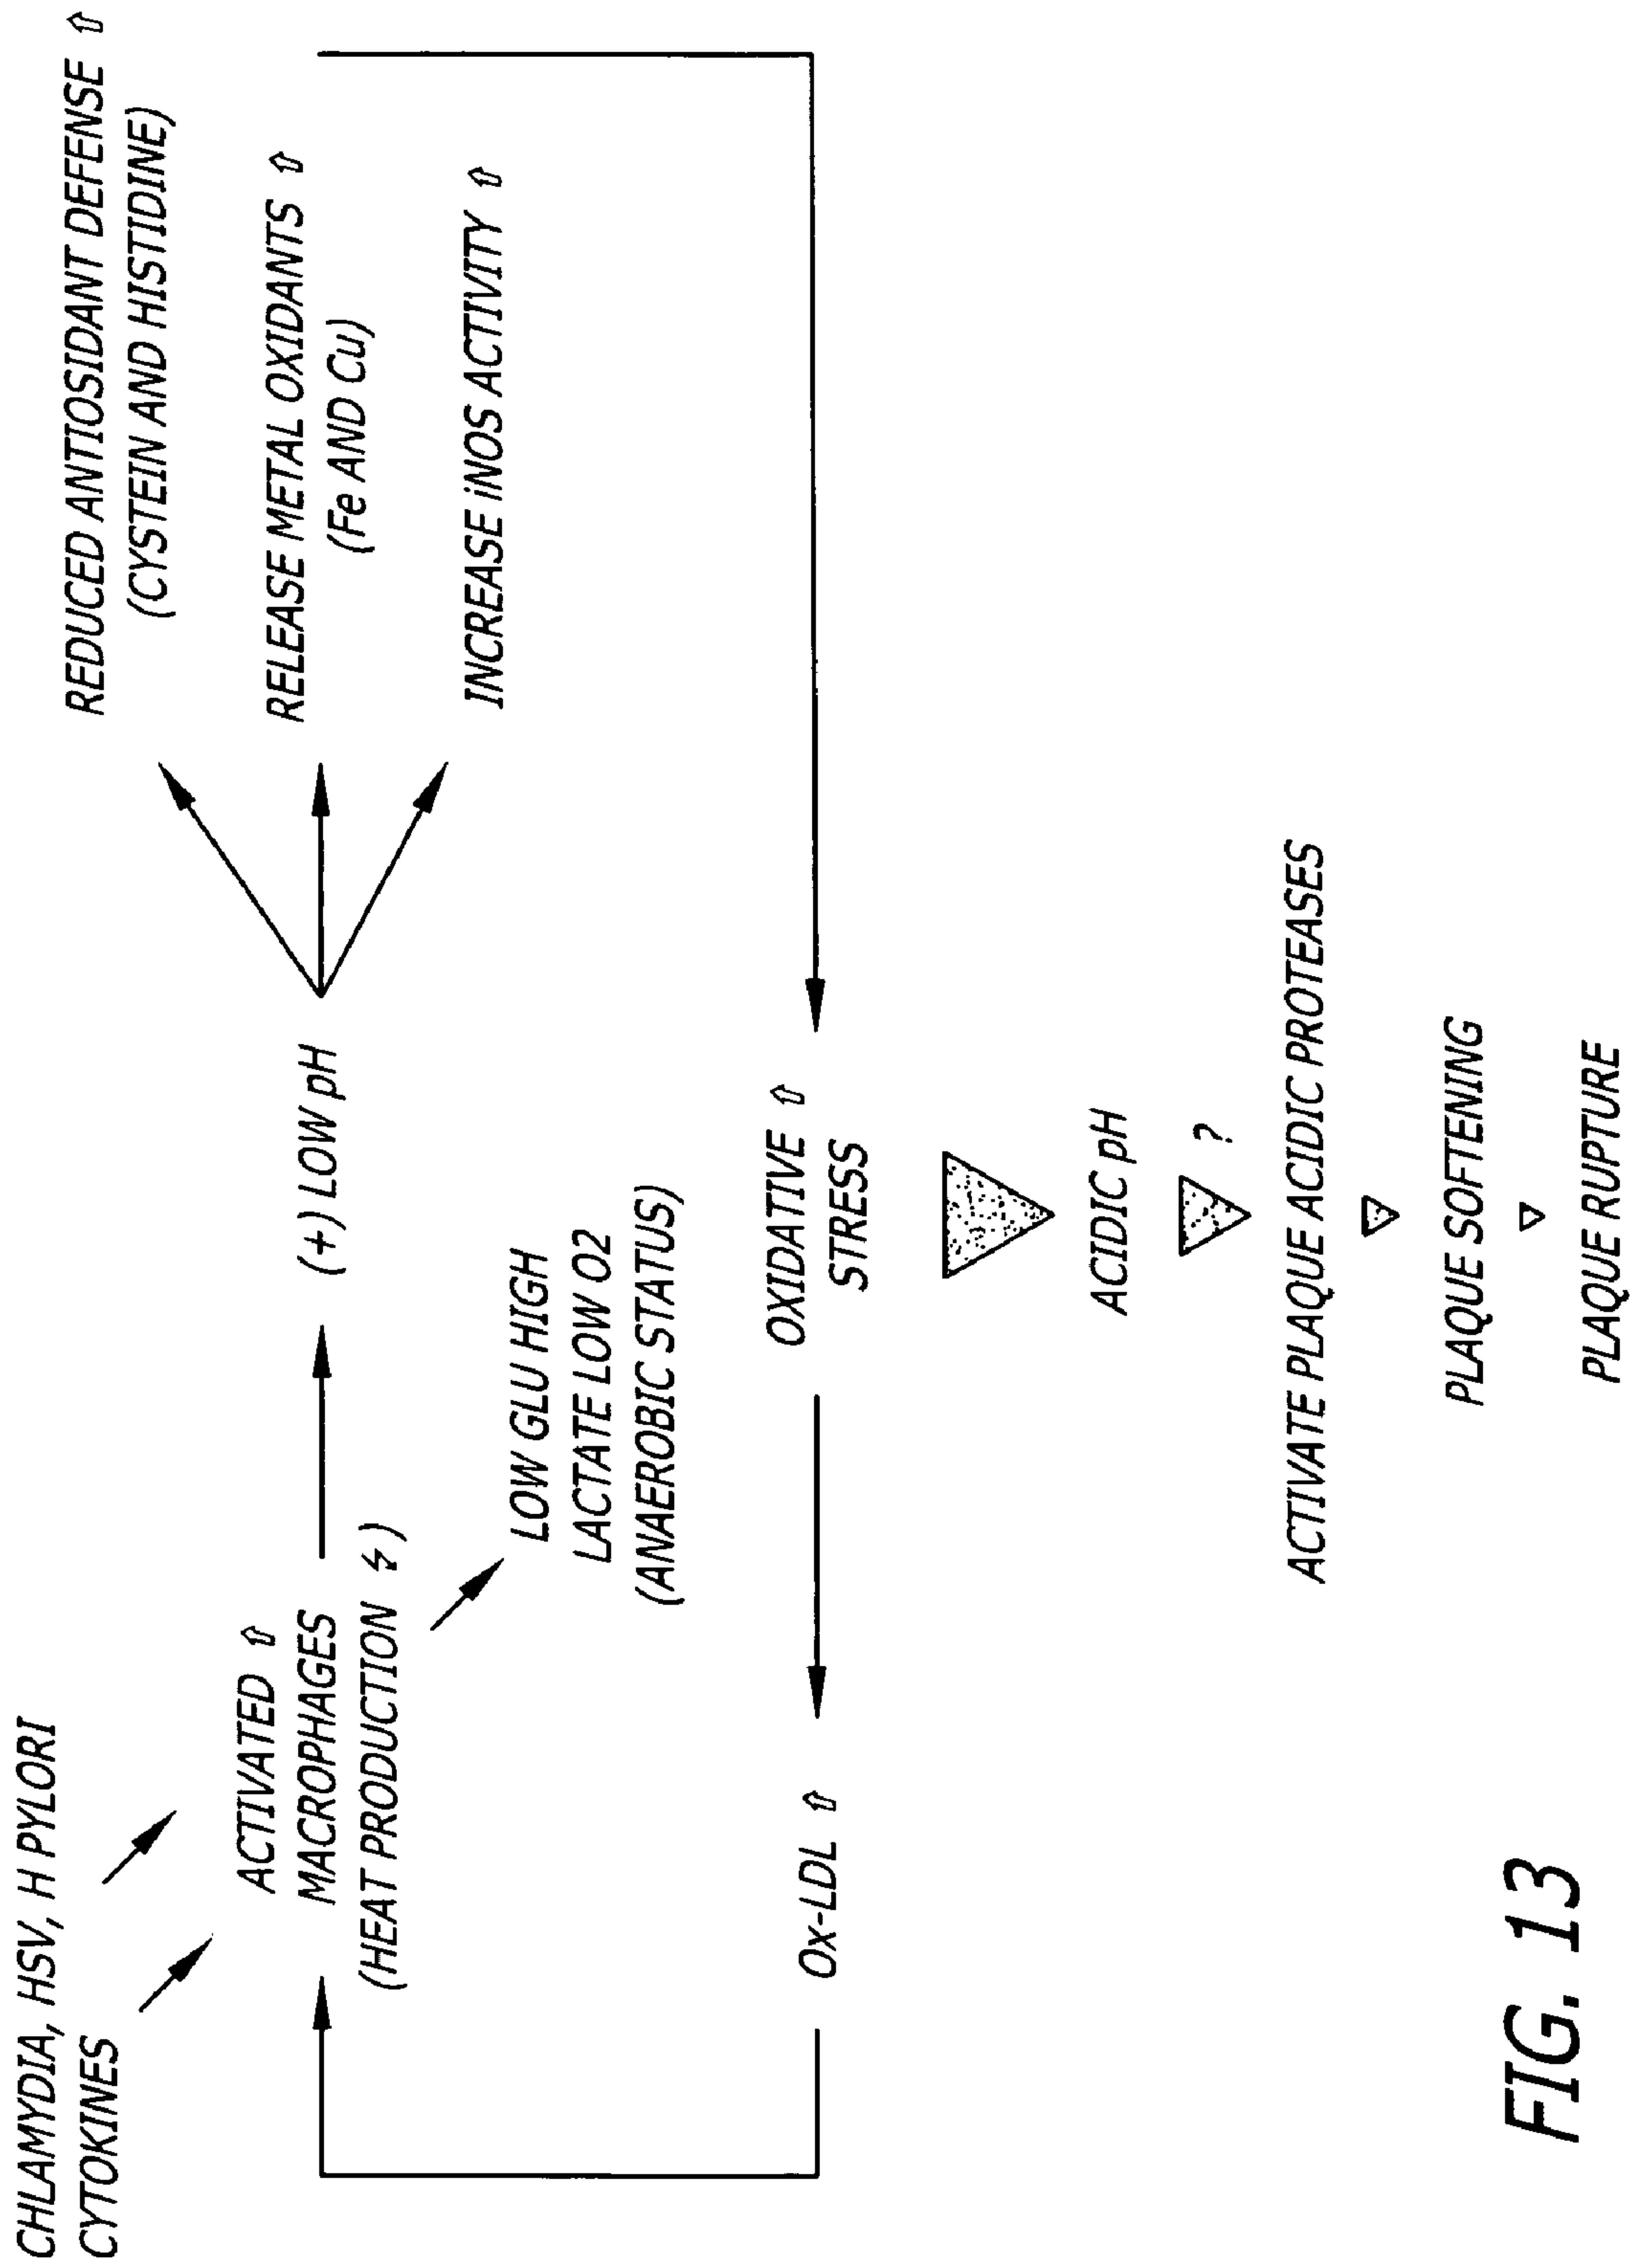 CHLAMYDIA, HSV, H PYLORI
CYTOKINES
ACTIVATED ⇧
MACROPHAGES
(HEAT PRODUCTION ϟ)
(+) LOW pH
REDUCED ANTIOSIDANT DEFENSE ⇧
(CYSTEIN AND HISTIDINE)
RELEASE METAL OXIDANTS ⇧
(Fe AND Cu)
INCREASE iNOS ACTIVITY ⇧
LOW GLU HIGH
LACTATE LOW O2
(ANAEROBIC STATUS)
Ox-LDL ⇧
OXIDATIVE ⇧
STRESS
ACIDIC pH
?
ACTIVATE PLAQUE ACIDIC PROTEASES
PLAQUE SOFTENING
PLAQUE RUPTURE
FIG. 13